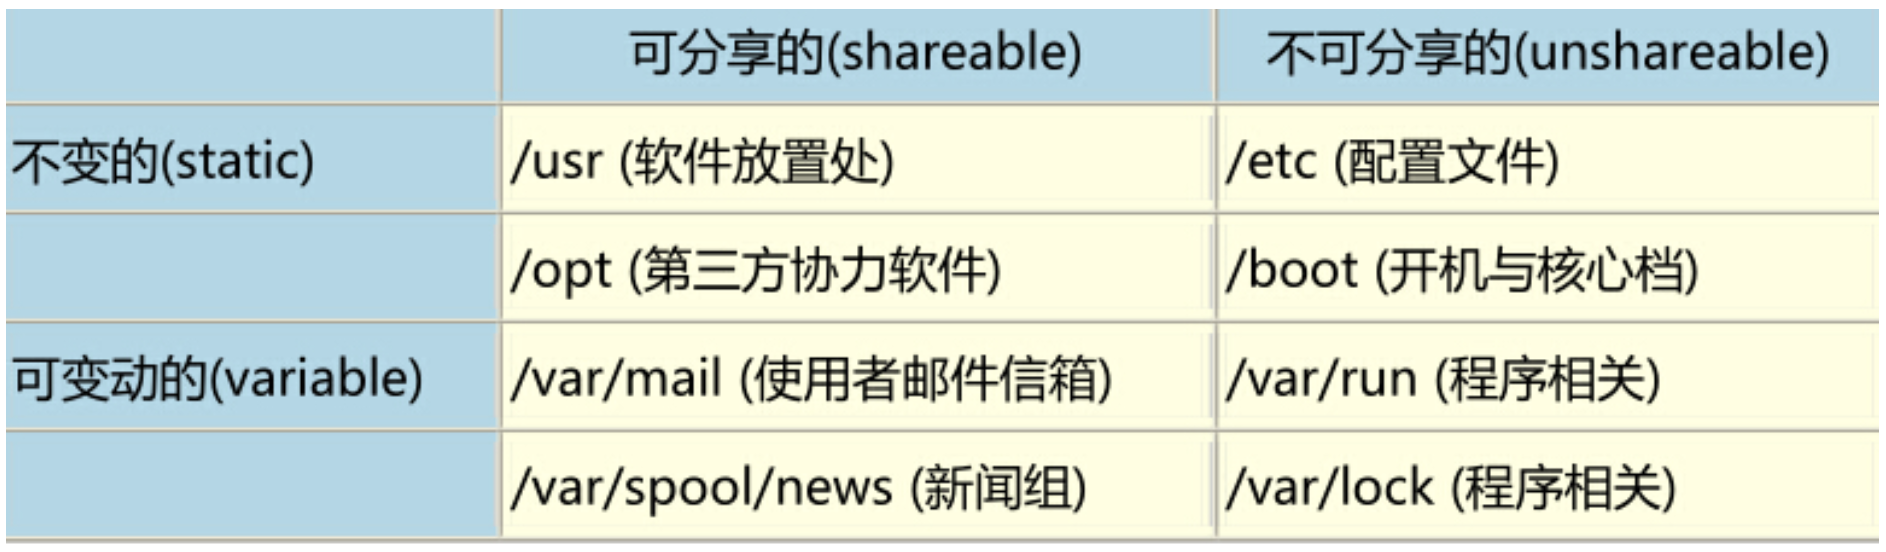 可分享的(shareable) 不可分享的(unshareable)
不变的(static) /usr (软件放置处) /etc (配置文件)
/opt (第三方协力软件) /boot (开机与核心档)
可变动的(variable) /var/mail (使用者邮件信箱) /var/run (程序相关)
/var/spool/news (新闻组) /var/lock (程序相关)